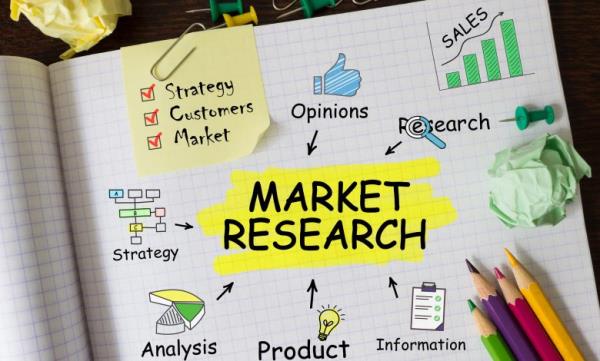 SALES
Strategy
Customers
Market
Opinions
Research
MARKET
RESEARCH
Strategy
Analysis
Product
Information